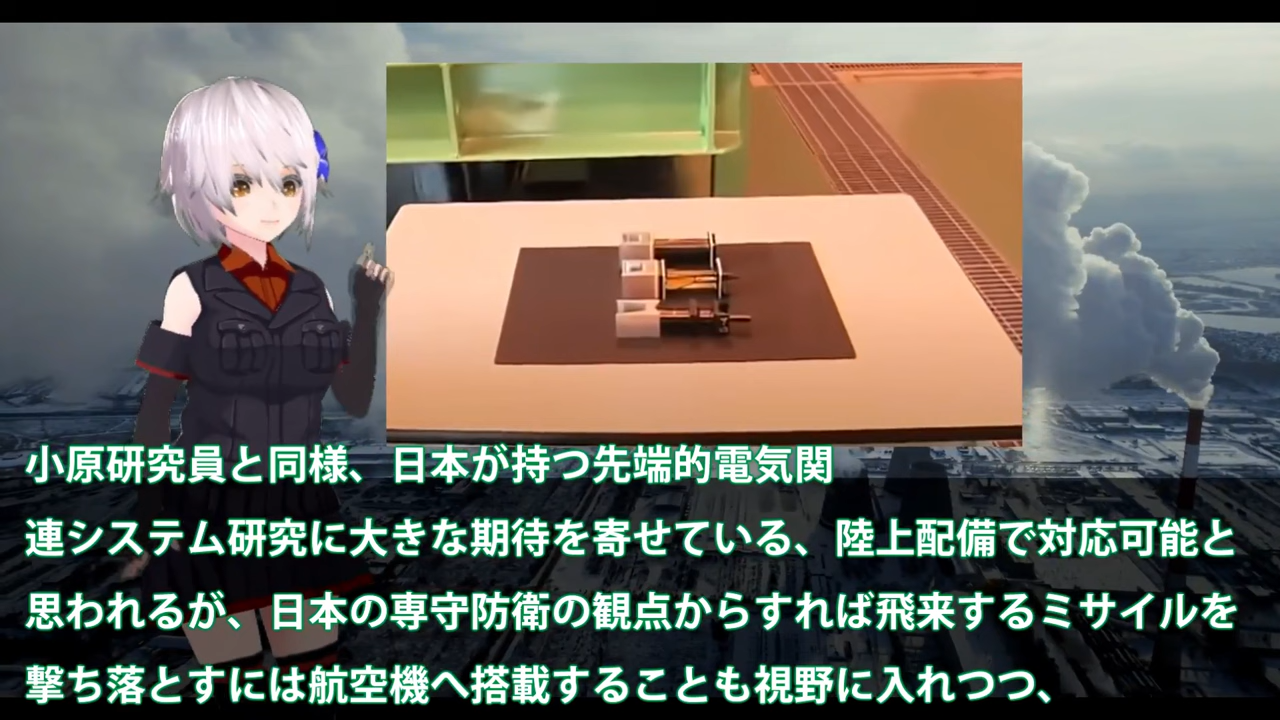 小原研究員と同様、日本が持つ先端的電気関
連システム研究に大きな期待を寄せている、陸上配備で対応可能と
思われるが、日本の専守防衛の観点からすれば飛来するミサイルを
撃ち落とすには航空機へ搭載することも視野に入れつつ、